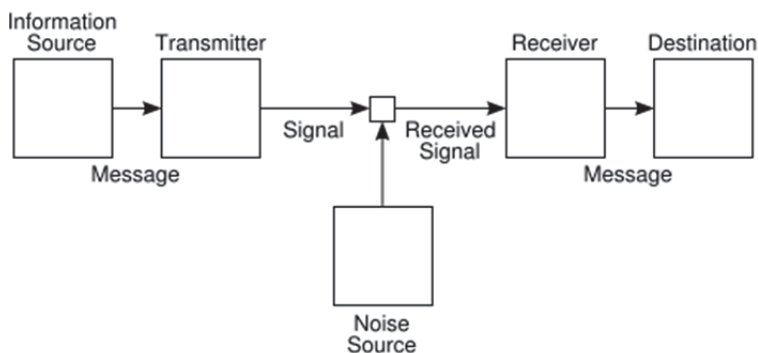 Information
Source
Transmitter
Receiver
Destination
Signal
Received
Signal
Message
Message
Noise
Source